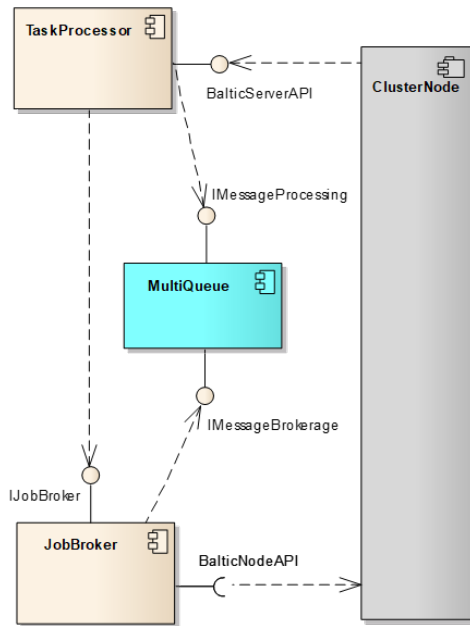 TaskProcessor
ClusterNode
BalticServerAPI
IMessageProcessing
MultiQueue
IMessageBrokerage
IJobBroker
JobBroker
BalticNodeAPI